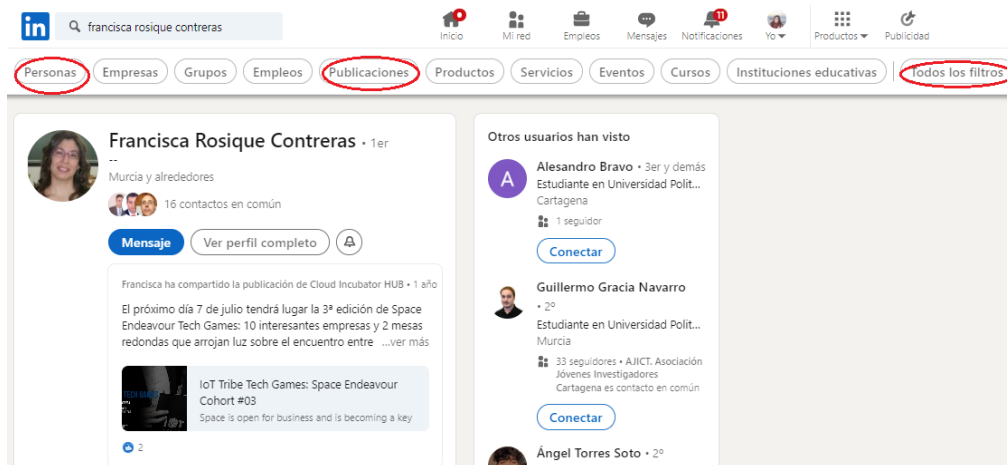 in
francisca rosique contreras
Inicio
Mi red
Empleos
Mensajes
11
Notificaciones
Yo
Productos
Publicidad
Personas
Empresas
Grupos
Empleos
Publicaciones
Productos
Servicios
Eventos
Cursos
Instituciones educativas
Todos los filtros
Francisca Rosique Contreras • 1er
--
Murcia y alrededores
16 contactos en común
Mensaje
Ver perfil completo
Francisca ha compartido la publicación de Cloud Incubator HUB • 1 año
El próximo día 7 de julio tendrá lugar la 3ª edición de Space
Endeavour Tech Games: 10 interesantes empresas y 2 mesas
redondas que arrojan luz sobre el encuentro entre ...ver más
IoT Tribe Tech Games: Space Endeavour
Cohort #03
Space is open for business and is becoming a key
2
Otros usuarios han visto
A
Alesandro Bravo • 3er y demás
Estudiante en Universidad Polit...
Cartagena
1 seguidor
Conectar
Guillermo Gracia Navarro
• 2º
Estudiante en Universidad Polit...
Murcia
33 seguidores • AJICT. Asociación
Jóvenes Investigadores
Cartagena es contacto en común
Conectar
Ángel Torres Soto • 2º